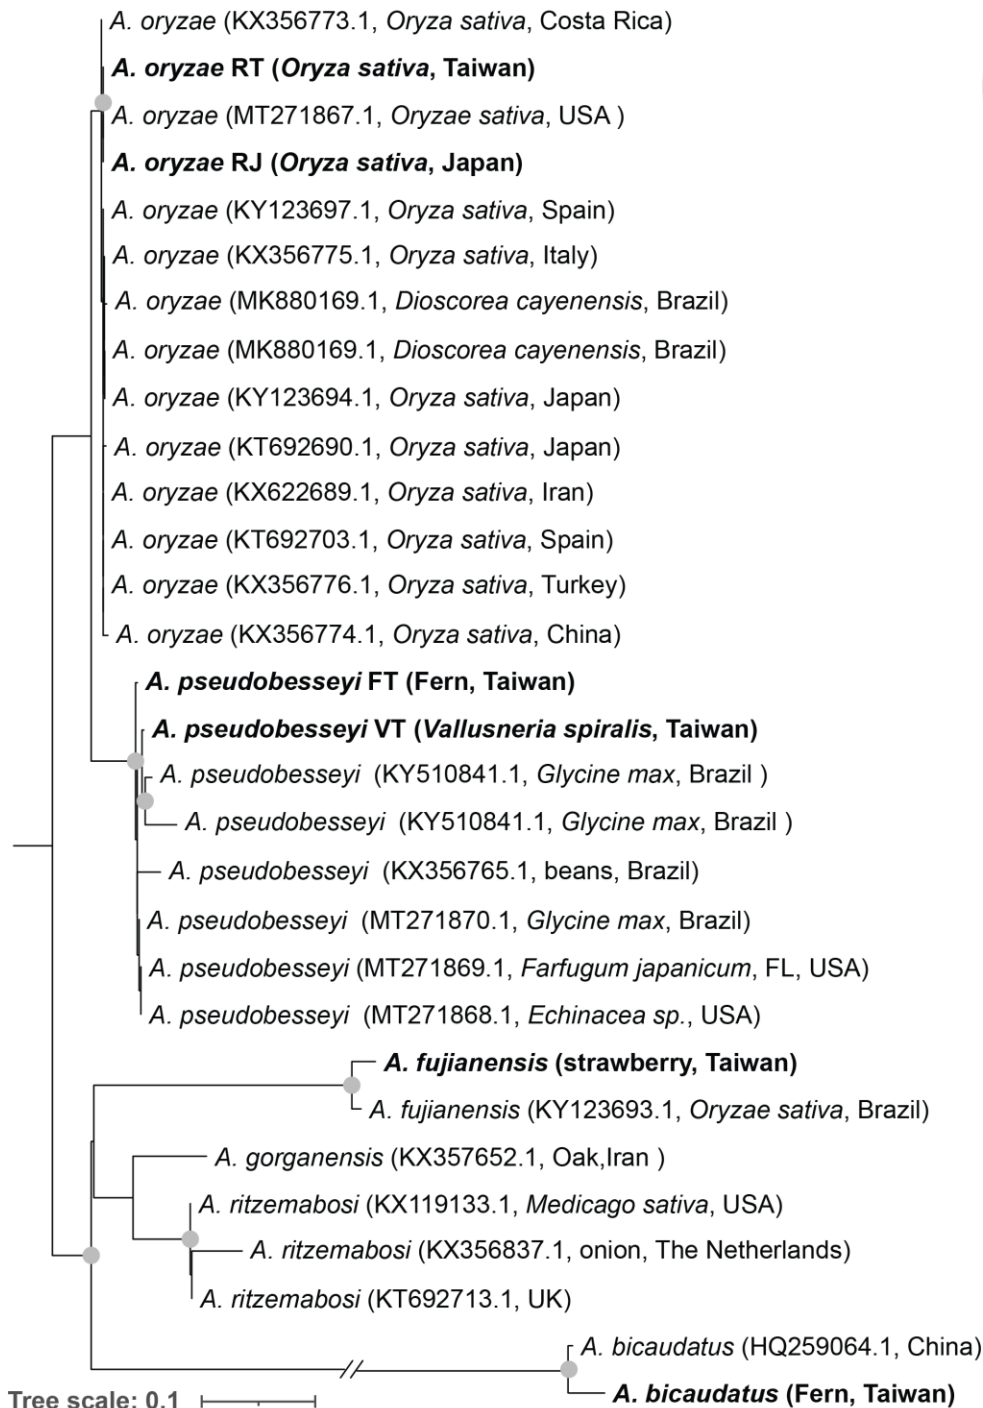 A. oryzae (KX356773.1, Oryza sativa, Costa Rica)
A. oryzae RT (Oryza sativa, Taiwan)
A. oryzae (MT271867.1, Oryzae sativa, USA )
A. oryzae RJ (Oryza sativa, Japan)
A. oryzae (KY123697.1, Oryza sativa, Spain)
A. oryzae (KX356775.1, Oryza sativa, Italy)
A. oryzae (MK880169.1, Dioscorea cayenensis, Brazil)
A. oryzae (MK880169.1, Dioscorea cayenensis, Brazil)
A. oryzae (KY123694.1, Oryza sativa, Japan)
A. oryzae (KT692690.1, Oryza sativa, Japan)
A. oryzae (KX622689.1, Oryza sativa, Iran)
A. oryzae (KT692703.1, Oryza sativa, Spain)
A. oryzae (KX356776.1, Oryza sativa, Turkey)
A. oryzae (KX356774.1, Oryza sativa, China)
A. pseudobesseyi FT (Fern, Taiwan)
A. pseudobesseyi VT (Vallusneria spiralis, Taiwan)
A. pseudobesseyi (KY510841.1, Glycine max, Brazil )
A. pseudobesseyi (KY510841.1, Glycine max, Brazil )
A. pseudobesseyi (KX356765.1, beans, Brazil)
A. pseudobesseyi (MT271870.1, Glycine max, Brazil)
A. pseudobesseyi (MT271869.1, Farfugum japanicum, FL, USA)
A. pseudobesseyi (MT271868.1, Echinacea sp., USA)
A. fujianensis (strawberry, Taiwan)
A. fujianensis (KY123693.1, Oryzae sativa, Brazil)
A. gorganensis (KX357652.1, Oak,Iran )
A. ritzemabosi (KX119133.1, Medicago sativa, USA)
A. ritzemabosi (KX356837.1, onion, The Netherlands)
A. ritzemabosi (KT692713.1, UK)
A. bicaudatus (HQ259064.1, China)
A. bicaudatus (Fern, Taiwan)
Tree scale: 0.1